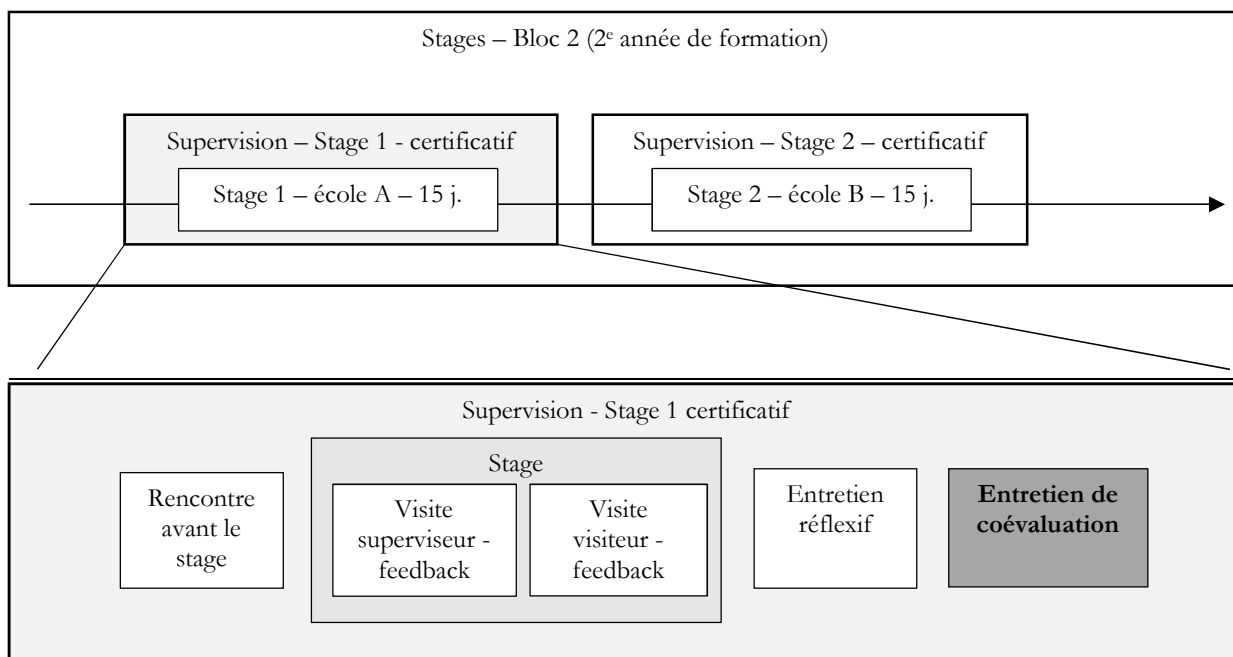 Stages – Bloc 2 (2e année de formation)
Supervision – Stage 1 - certificatif
Stage 1 – école A – 15 j.
Supervision – Stage 2 – certificatif
Stage 2 – école B – 15 j.
Supervision - Stage 1 certificatif
Rencontre
avant le
stage
Stage
Visite
superviseur -
feedback
Visite
visiteur -
feedback
Entretien
réflexif
Entretien de
coévaluation